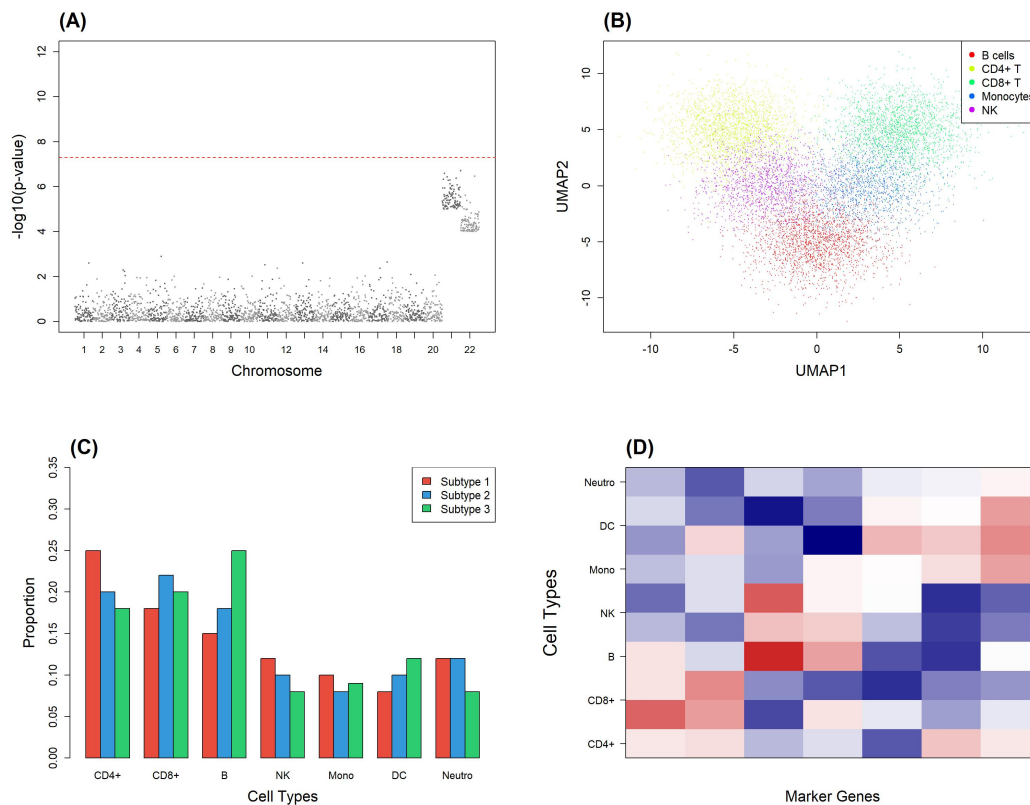 (A)
-log10(p-value)
12
10
8
6
4
2
0
1 2 3 4 5 6 7 8 9 10 12 14 16 18 20 22
Chromosome
(B)
UMAP2
10
5
0
-5
-10
-10 -5 0 5 10
UMAP1
B cells
CD4+ T
CD8+ T
Monocytes
NK
(C)
Proportion
0.35
0.30
0.25
0.20
0.15
0.10
0.05
0.00
Subtype 1
Subtype 2
Subtype 3
CD4+ CD8+ B NK Mono DC Neutro
Cell Types
(D)
Cell Types
Neutro
DC
Mono
NK
B
CD8+
CD4+
Marker Genes